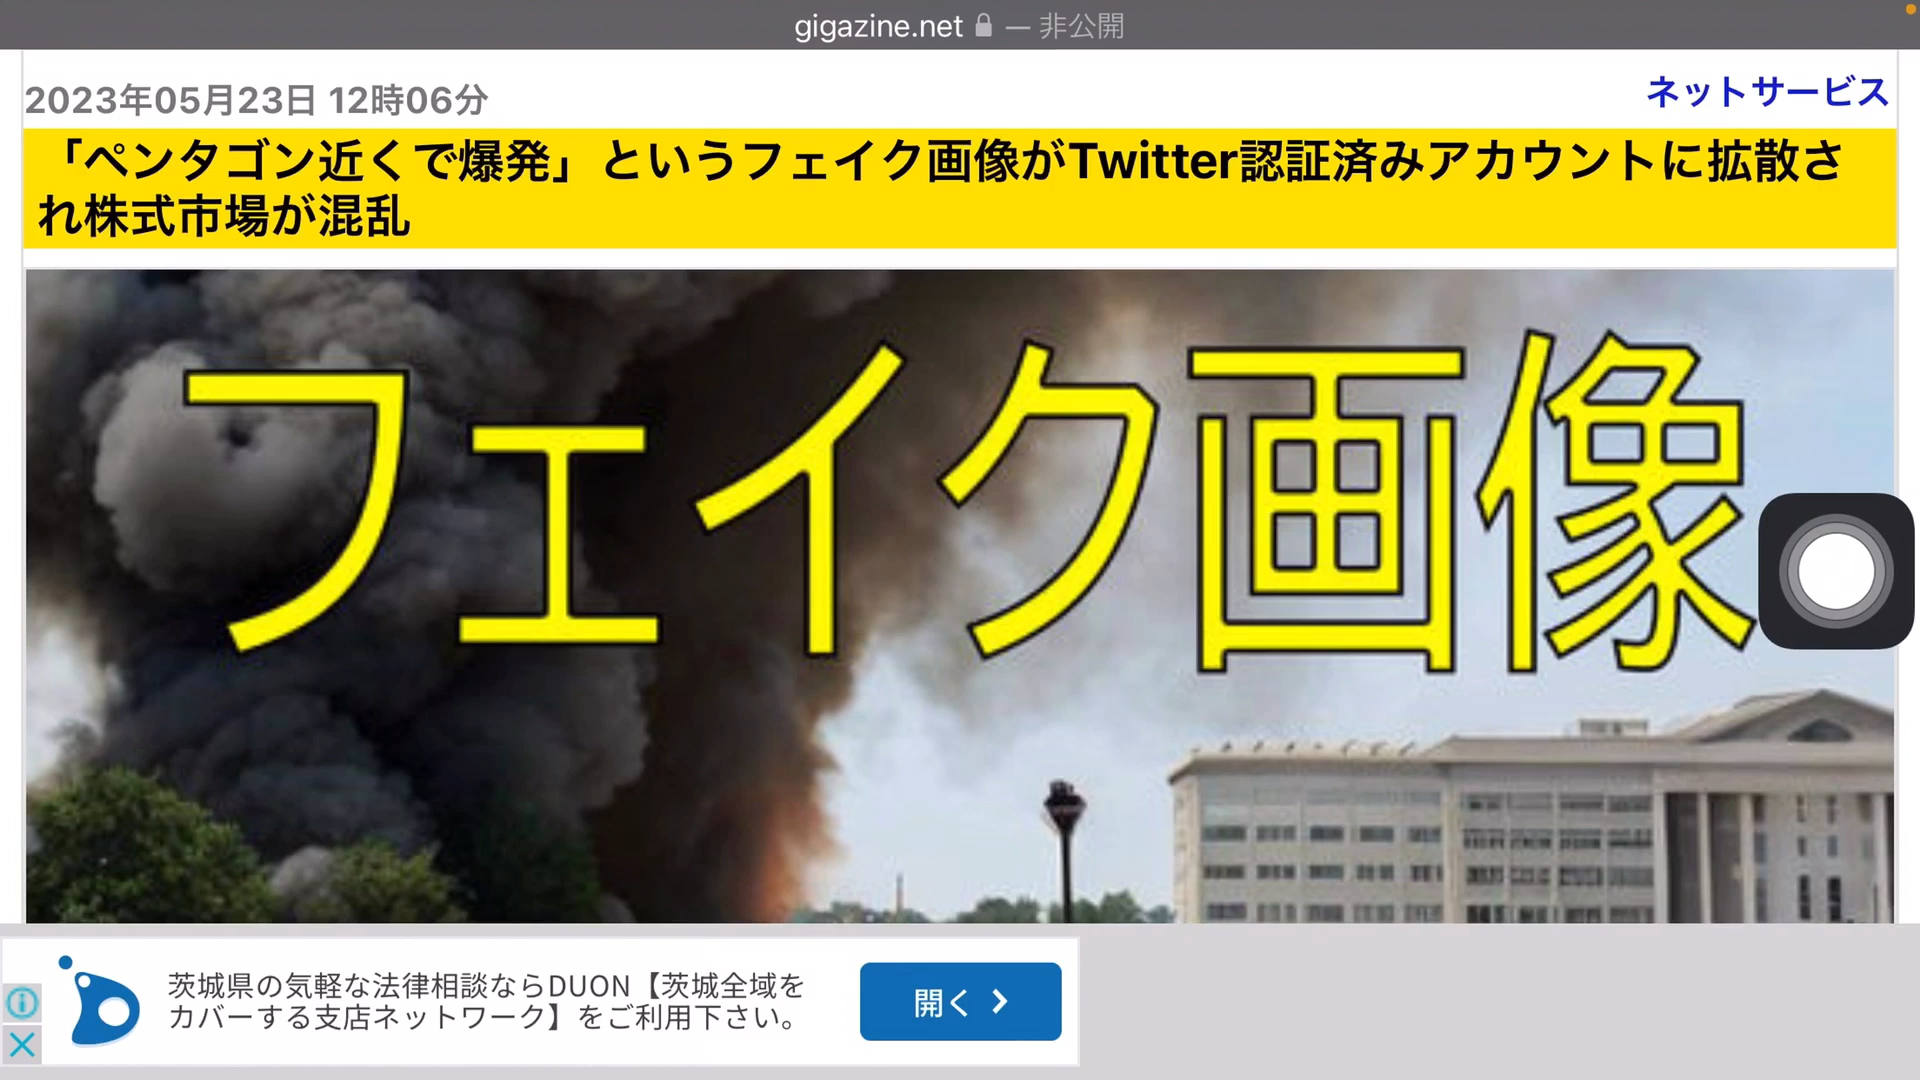 gigazine.net — 非公開
2023年05月23日 12時06分
ネットサービス
「ペンタゴン近くで爆発」というフェイク画像がTwitter認証済みアカウントに拡散さ
れ株式市場が混乱
フェイク画像
茨城県の気軽な法律相談ならDUON【茨城全域を
カバーする支店ネットワーク】をご利用下さい。
開く